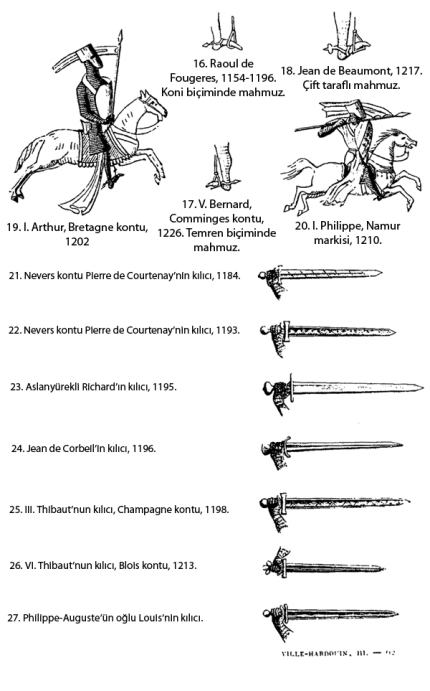 16. Raoul de
Fougeres, 1154-1196.
Koni biçiminde mahmuz.
18. Jean de Beaumont, 1217.
Çift taraflı mahmuz.
19. I. Arthur, Bretagne kontu,
1202
17. V. Bernard,
Comminges kontu,
1226. Temren biçiminde
mahmuz.
20. I. Philippe, Namur
markisi, 1210.
21. Nevers kontu Pierre de Courtenay'nin kılıcı, 1184.
22. Nevers kontu Pierre de Courtenay'nin kılıcı, 1193.
23. Aslanyürekli Richard'ın kılıcı, 1195.
24. Jean de Corbeil'in kılıcı, 1196.
25. III. Thibaut'nun kılıcı, Champagne kontu, 1198.
26. VI. Thibaut'nun kılıcı, Blois kontu, 1213.
27. Philippe-Auguste'ün oğlu Louis'nin kılıcı.
VILLE-HARDOUIN, III. —